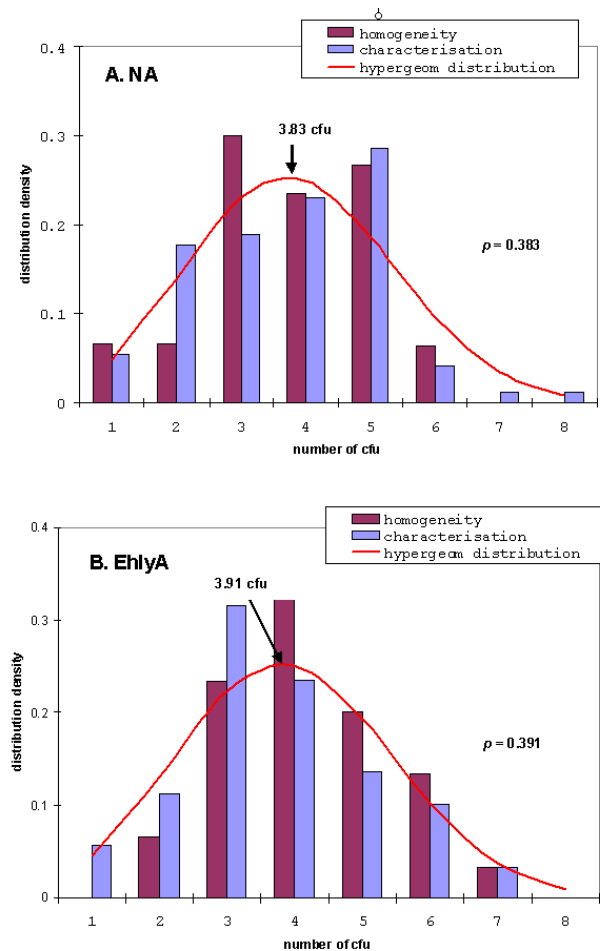 homogeneity
characterisation
hypergeom distribution
A. NA
0.4
0.3
0.2
0.1
0
3.83 cfu
p = 0.383
distribution density
1 2 3 4 5 6 7 8
number of cfu
homogeneity
characterisation
hypergeom distribution
B. EhlyA
0.4
0.3
0.2
0.1
0
3.91 cfu
p = 0.391
distribution density
1 2 3 4 5 6 7 8
number of cfu